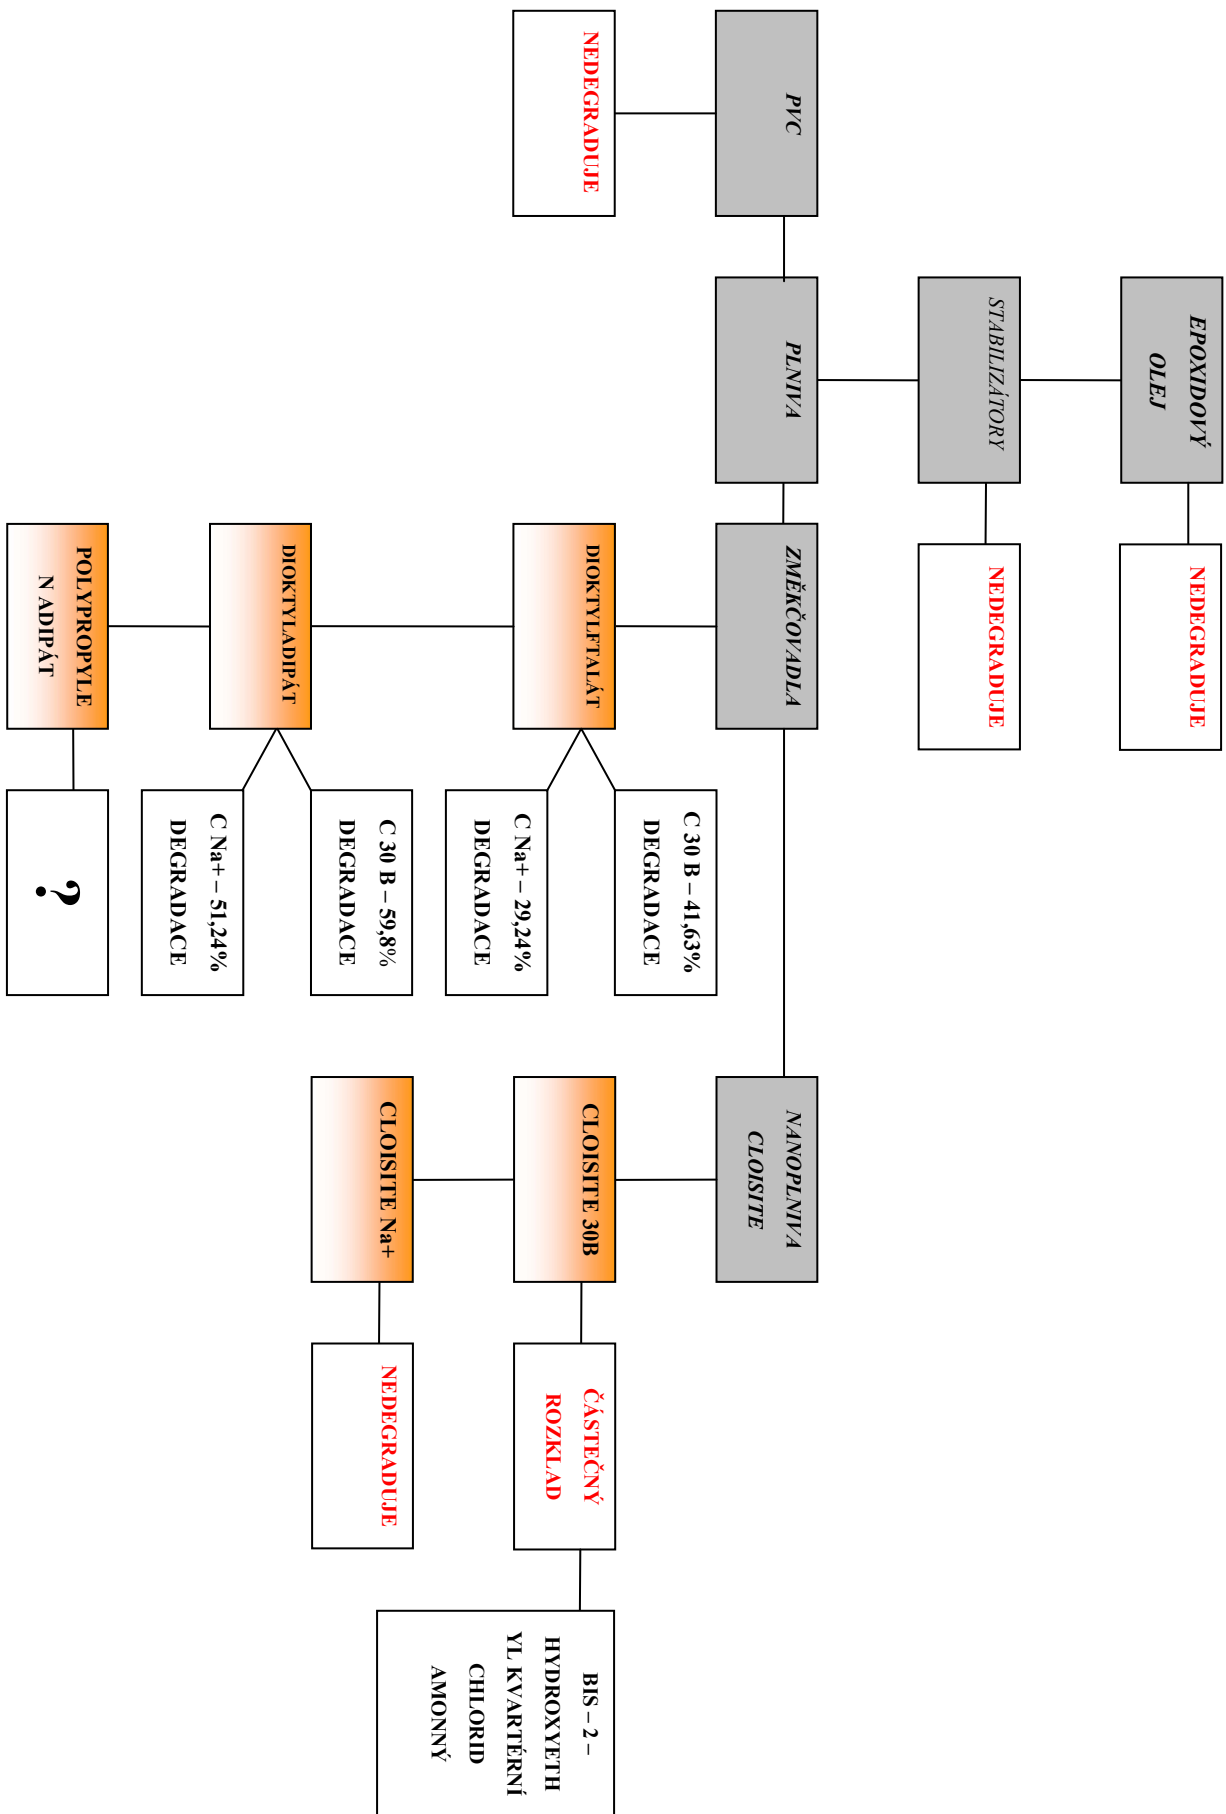 EPOXIDOVÝ
OLEJ
NEDEGRADUJE
STABILIZÁTORY
NEDEGRADUJE
PVC
PLNIVA
ZMĚKČOVADLA
NANOPLNIVA
CLOISITE
NEDEGRADUJE
DIOKTYLFTALÁT
C 30 B – 41,63%
DEGRADACE
C Na+ – 29,24%
DEGRADACE
CLOISITE 30B
ČÁSTEČNÝ
ROZKLAD
BIS – 2 –
HYDROXYETH
YL KVARTÉRNÍ
CHLORID
AMONNÝ
DIOKTYLADIPÁT
C 30 B – 59,8%
DEGRADACE
C Na+ – 51,24%
DEGRADACE
CLOISITE Na+
NEDEGRADUJE
POLYPROPYLE
N ADIPÁT
?